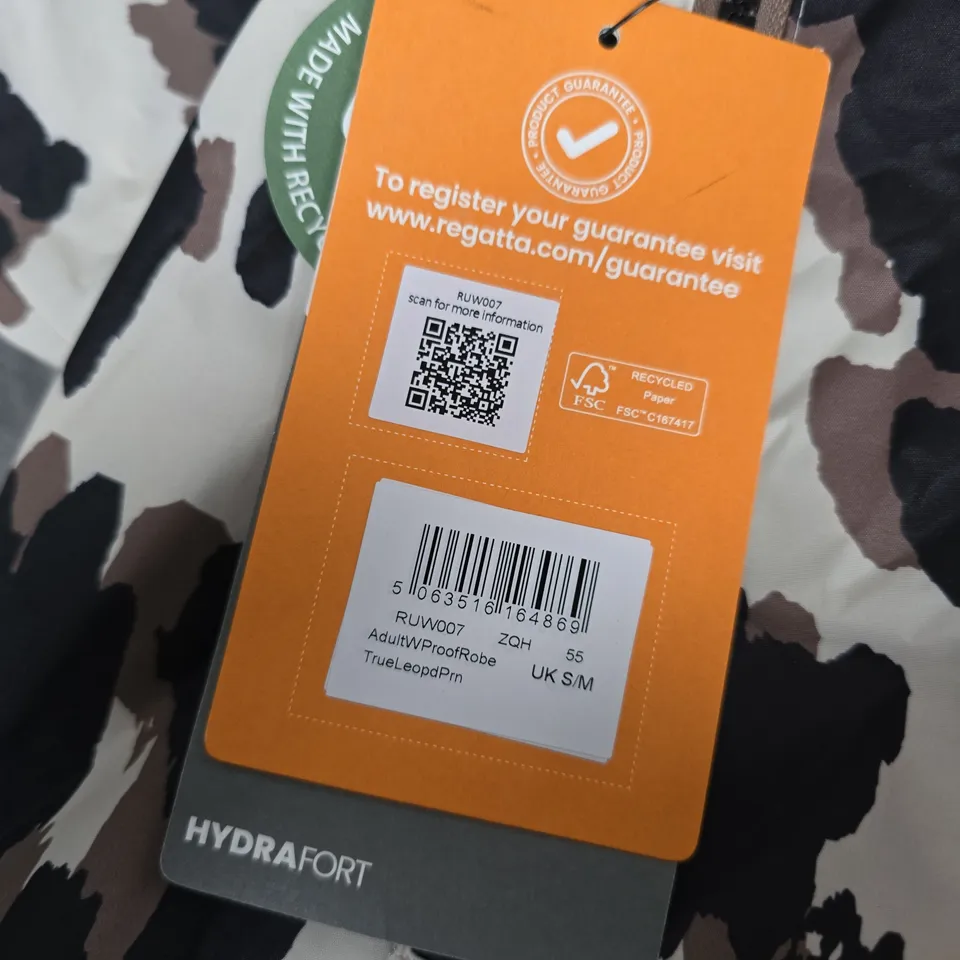 MADE WITH RECY
PRODUCT GUARANTEE • PRODUCT GUARANTEE •
To register your guarantee visit
www.regatta.com/guarantee
RUW007
scan for more information
FSC™
RECYCLED
Paper
FSC™ C167417
5 063516 164869
RUW007 ZQH 55
AdultWProofRobe
TrueLeopdPrn UK S/M
HYDRAFORT